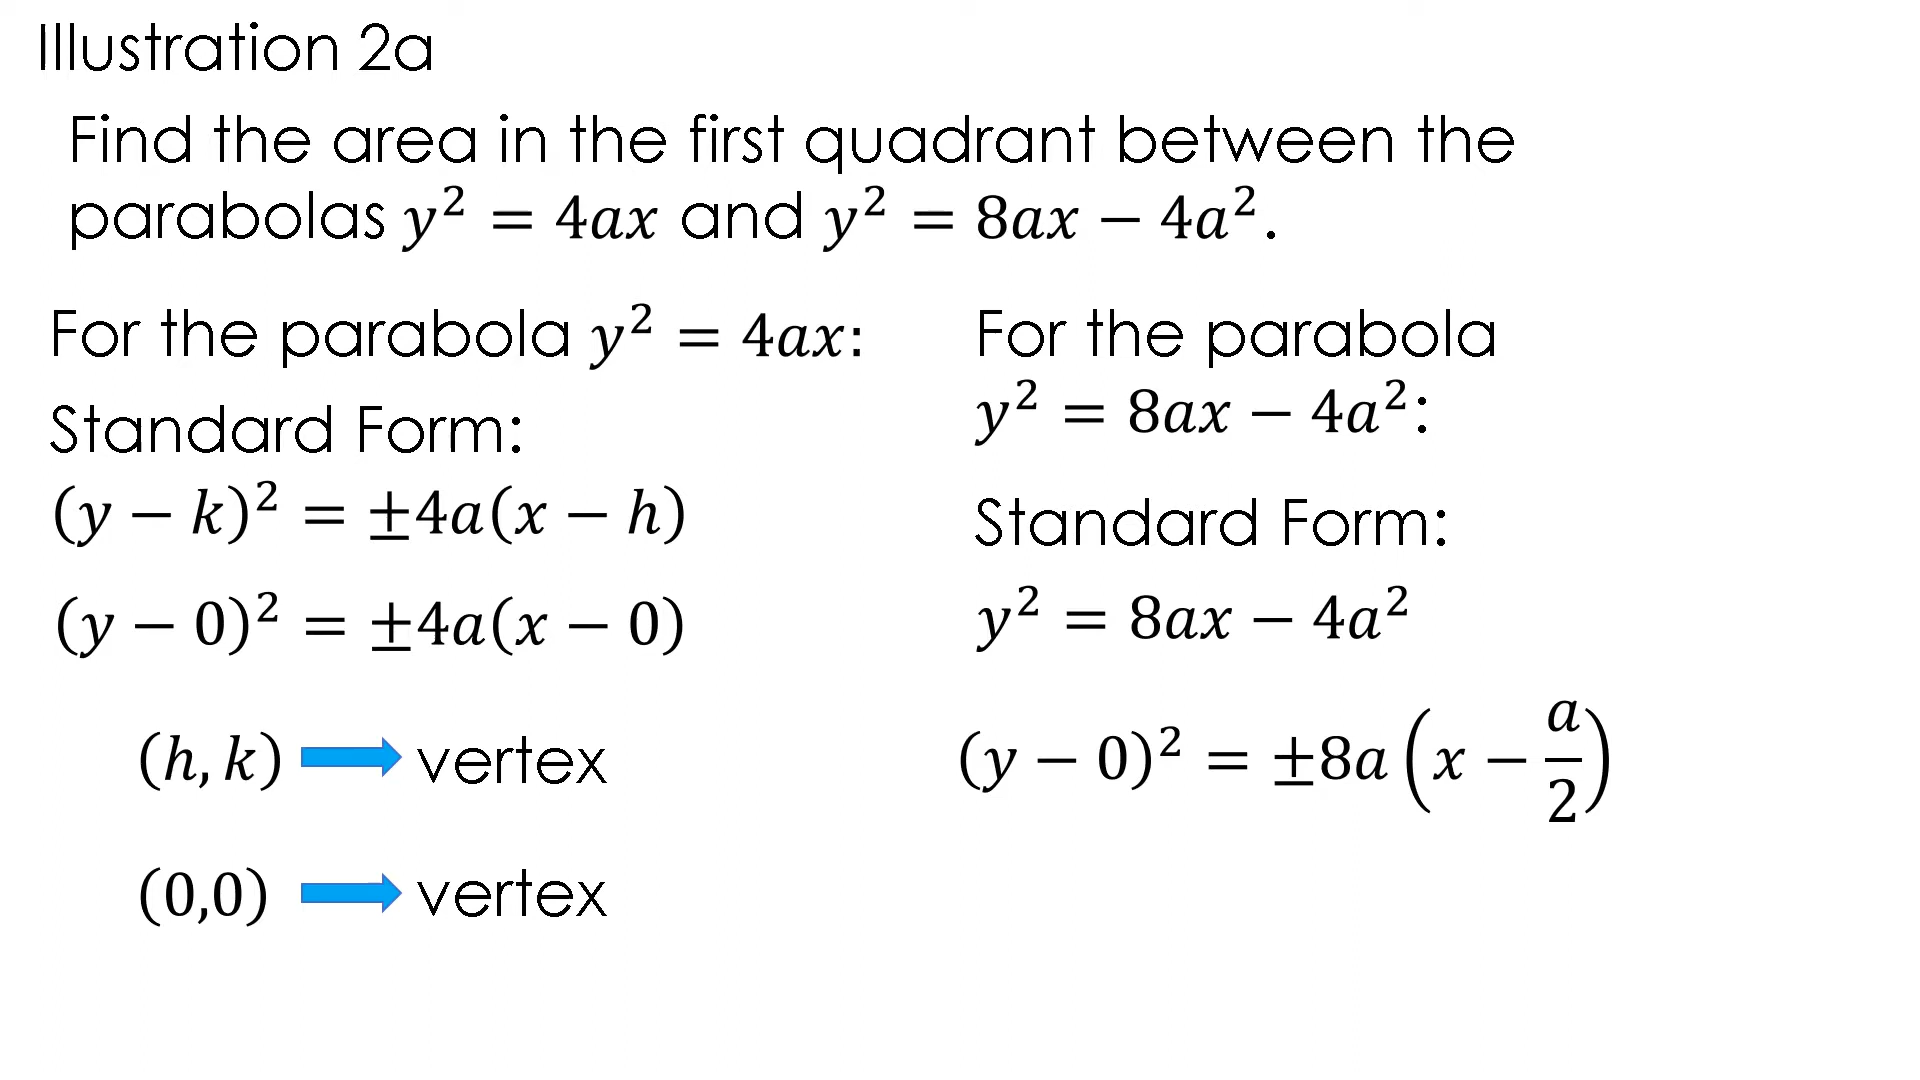 Illustration 2a
Find the area in the first quadrant between the
parabolas y² = 4ax and y² = 8ax − 4a².
For the parabola y² = 4ax:
Standard Form:
(y − k)² = ±4a(x − h)
(y − 0)² = ±4a(x − 0)
(h, k) vertex
(0,0) vertex
For the parabola
y² = 8ax − 4a²:
Standard Form:
y² = 8ax − 4a²
(y − 0)² = ±8a(x − a/2)